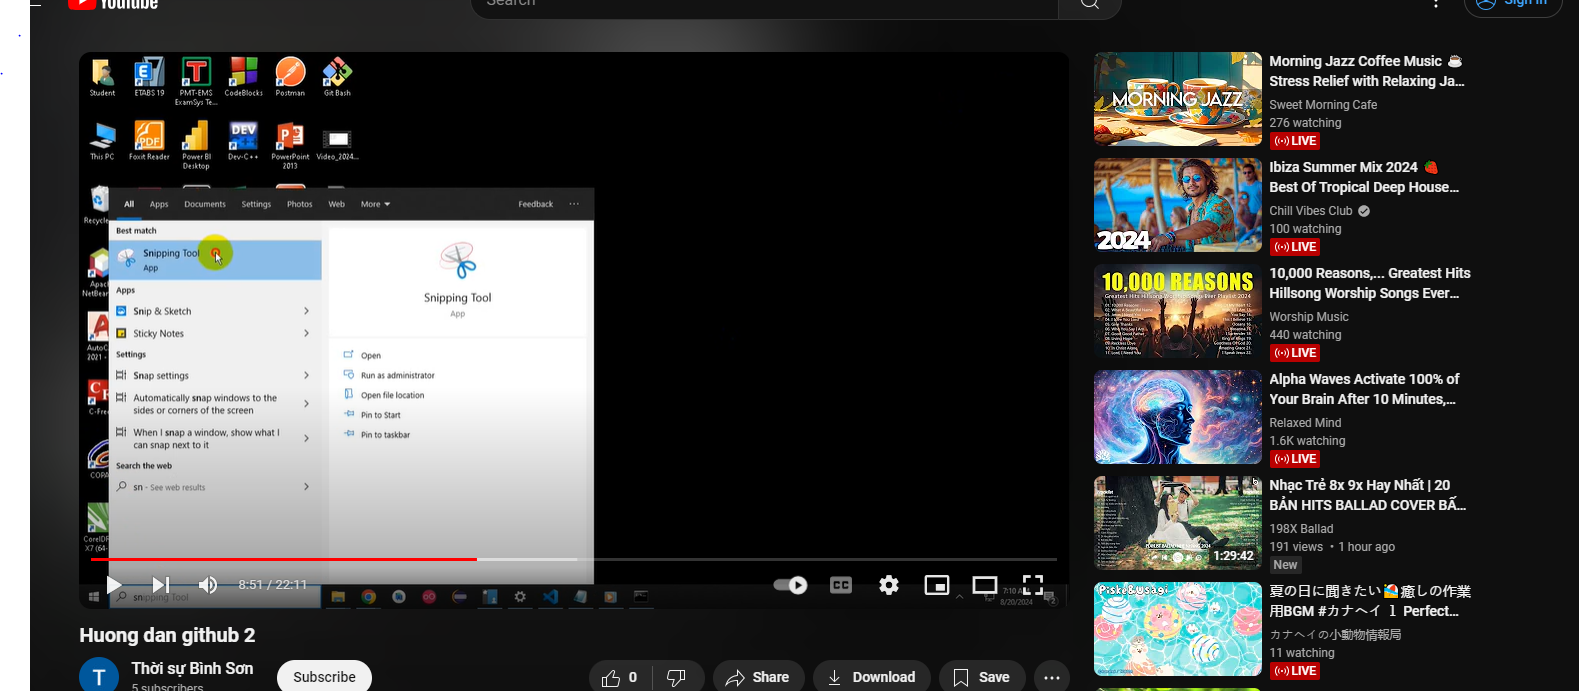 YouTube
Search
Sign in
Student
ETABS 19
PMT-EMS
ExamSys Te...
CodeBlocks
Postman
Git Bash
This PC
Foxit Reader
Power BI
Desktop
Dev-C++
PowerPoint
2013
Video_2024...
Recycle
Apac
NetBean
AutoC
2021 -
C-Free
COPA
CorelDR
X7 (64-
All
Apps
Documents
Settings
Photos
Web
More
Feedback
Best match
Snipping Tool
App
Apps
Snip & Sketch
Sticky Notes
Settings
Snap settings
Automatically snap windows to the
sides or corners of the screen
When I snap a window, show what I
can snap next to it
Search the web
sn - See web results
Snipping Tool
App
Open
Run as administrator
Open file location
Pin to Start
Pin to taskbar
8:51 / 22:11
CC
snipping Tool
7:10 A
8/20/2024
Huong dan github 2
T
Thời sự Bình Sơn
5 subscribers
Subscribe
0
Share
Download
Save
MORNING JAZZ
Morning Jazz Coffee Music ☕
Stress Relief with Relaxing Ja...
Sweet Morning Cafe
276 watching
LIVE
2024
Ibiza Summer Mix 2024 🍓
Best Of Tropical Deep House...
Chill Vibes Club
100 watching
LIVE
10,000 REASONS
10,000 Reasons,... Greatest Hits
Hillsong Worship Songs Ever...
Worship Music
440 watching
LIVE
Alpha Waves Activate 100% of
Your Brain After 10 Minutes,...
Relaxed Mind
1.6K watching
LIVE
1:29:42
Nhạc Trẻ 8x 9x Hay Nhất | 20
BẢN HITS BALLAD COVER BẤ...
198X Ballad
191 views • 1 hour ago
New
Piske&Usagi
夏の日に聞きたい🏖️癒しの作業
用BGM #カナヘイ １ Perfect...
カナヘイの小動物情報局
11 watching
LIVE